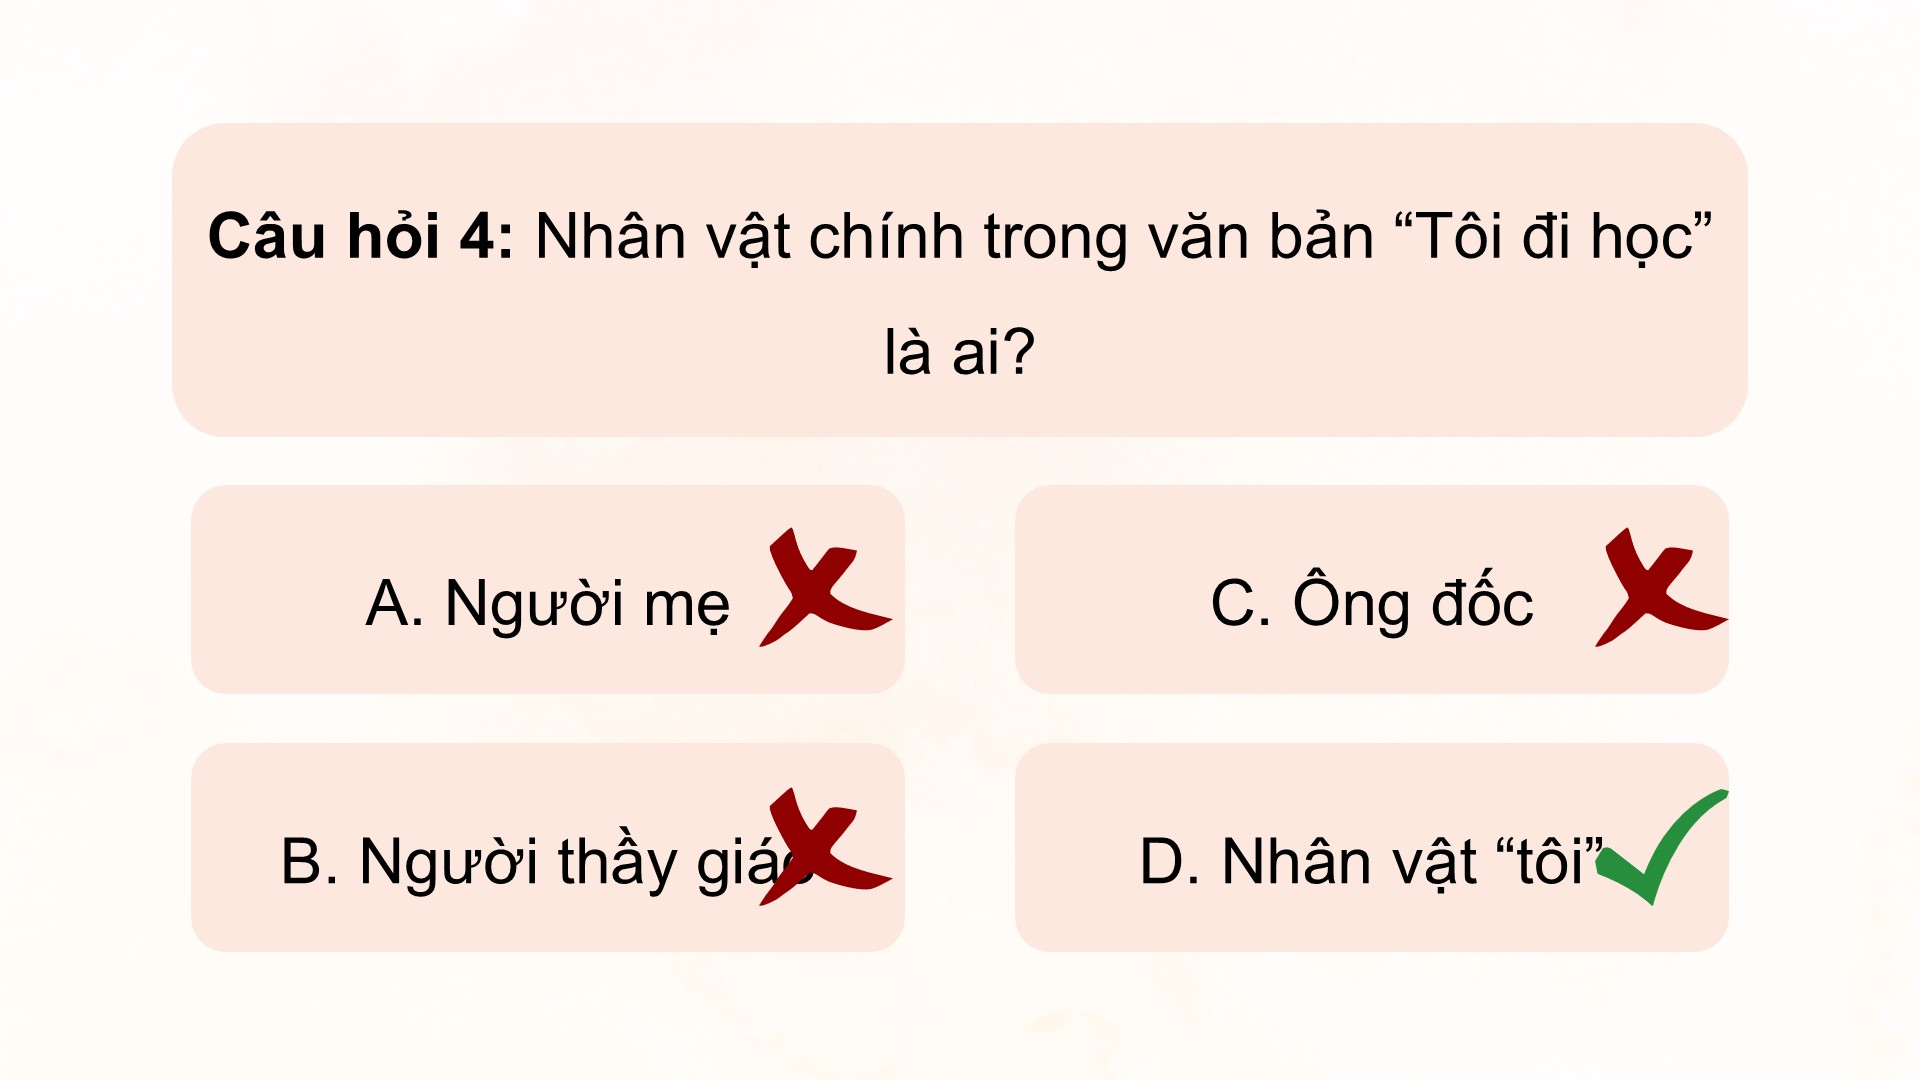 Câu hỏi 4: Nhân vật chính trong văn bản “Tôi đi học”
là ai?
A. Người mẹ
C. Ông đốc
B. Người thầy giáo
D. Nhân vật “tôi”